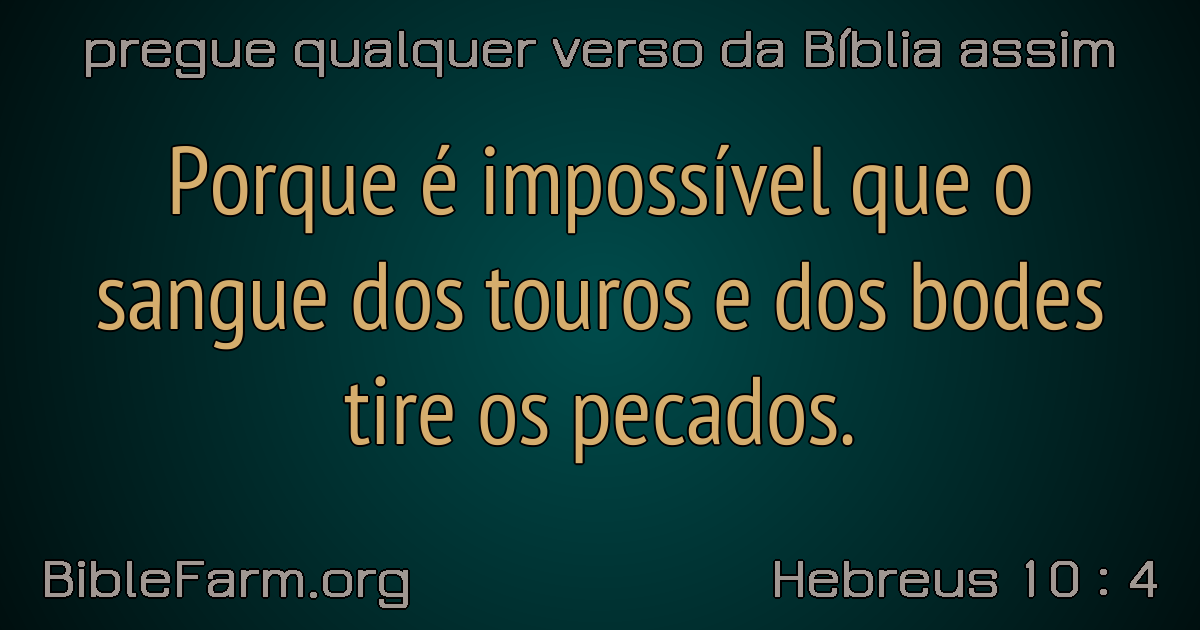 pregue qualquer verso da Bíblia assim
Porque é impossível que o
sangue dos touros e dos bodes
tire os pecados.
BibleFarm.org
Hebreus 10 : 4